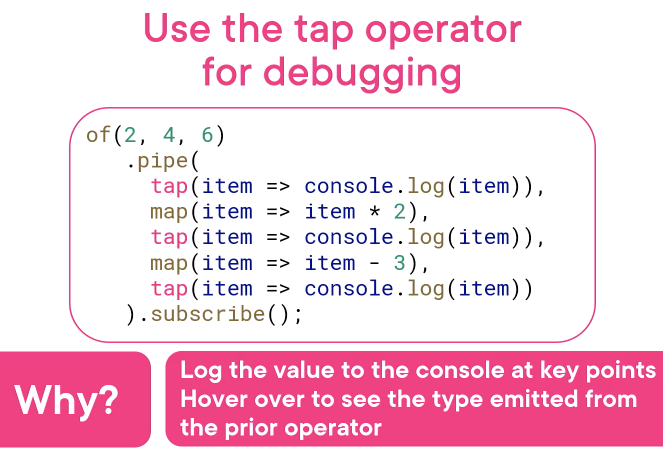 Use the tap operator
for debugging
of(2, 4, 6)
.pipe(
tap(item => console.log(item)),
map(item => item * 2),
tap(item => console.log(item)),
map(item => item - 3),
tap(item => console.log(item))
).subscribe();
Why?
Log the value to the console at key points
Hover over to see the type emitted from
the prior operator